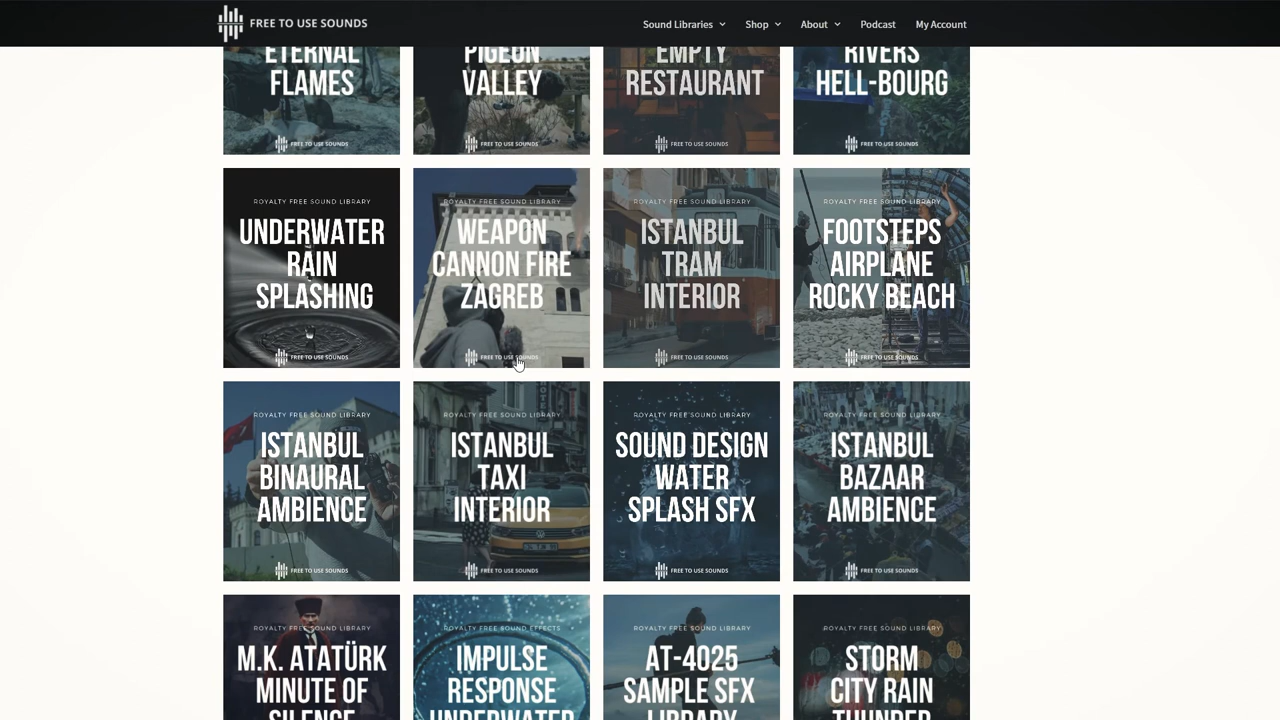 FREE TO USE SOUNDS
Sound Libraries
Shop
About
Podcast
My Account
ETERNAL
FLAMES
FREE TO USE SOUNDS
PIGEON
VALLEY
FREE TO USE SOUNDS
EMPTY
RESTAURANT
FREE TO USE SOUNDS
RIVERS
HELL-BOURG
FREE TO USE SOUNDS
ROYALTY FREE SOUND LIBRARY
UNDERWATER
RAIN
SPLASHING
FREE TO USE SOUNDS
ROYALTY FREE SOUND LIBRARY
WEAPON
CANNON FIRE
ZAGREB
FREE TO USE SOUNDS
ROYALTY FREE SOUND LIBRARY
ISTANBUL
TRAM
INTERIOR
FREE TO USE SOUNDS
ROYALTY FREE SOUND LIBRARY
FOOTSTEPS
AIRPLANE
ROCKY BEACH
FREE TO USE SOUNDS
ROYALTY FREE SOUND LIBRARY
ISTANBUL
BINAURAL
AMBIENCE
FREE TO USE SOUNDS
ROYALTY FREE SOUND LIBRARY
ISTANBUL
TAXI
INTERIOR
FREE TO USE SOUNDS
ROYALTY FREE SOUND LIBRARY
SOUND DESIGN
WATER
SPLASH SFX
FREE TO USE SOUNDS
ROYALTY FREE SOUND LIBRARY
ISTANBUL
BAZAAR
AMBIENCE
FREE TO USE SOUNDS
ROYALTY FREE SOUND LIBRARY
M.K. ATATÜRK
MINUTE OF
SILENCE
ROYALTY FREE SOUND EFFECTS
IMPULSE
RESPONSE
UNDERWATER
ROYALTY FREE SOUND LIBRARY
AT-4025
SAMPLE SFX
LIBRARY
ROYALTY FREE SOUND LIBRARY
STORM
CITY RAIN
THUNDER